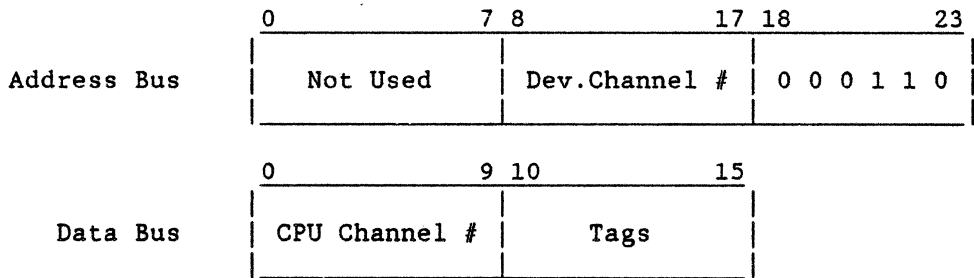 0 7 8 17 18 23
Address Bus Not Used Dev.Channel # 0 0 0 1 1 0
0 9 10 15
Data Bus CPU Channel # Tags